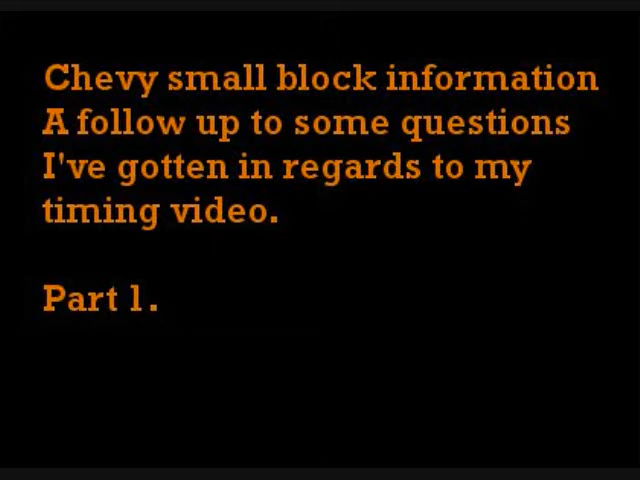 Chevy small block information
A follow up to some questions
I've gotten in regards to my
timing video.
Part 1.